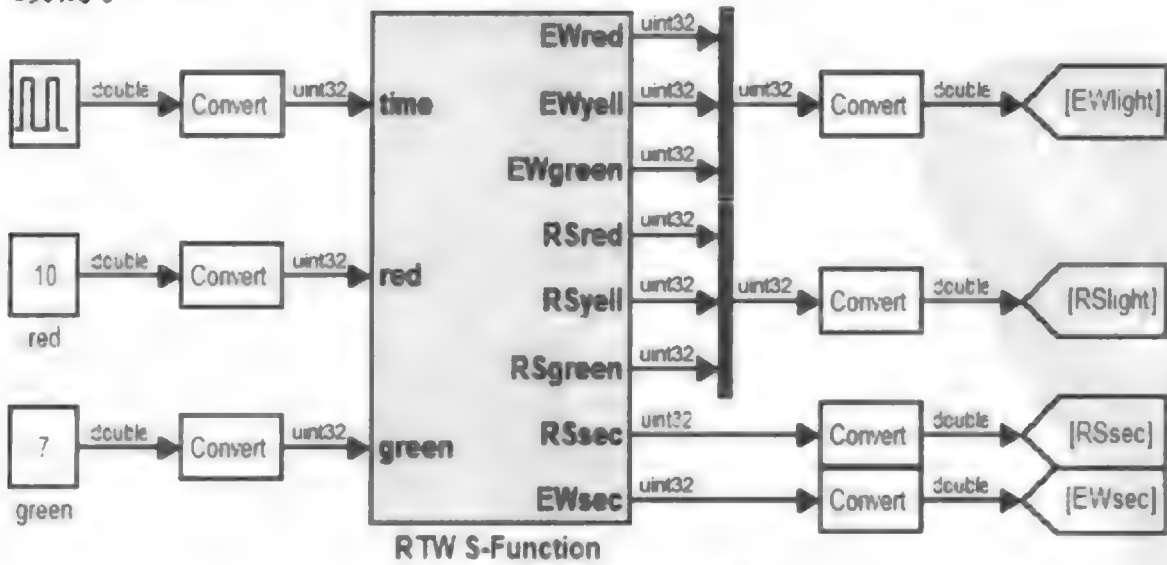 EWred
uint32
double
Convert
uint32
time
EWyell
uint32
uint32
Convert
double
[EWlight]
EWgreen
uint32
RSred
uint32
10
double
Convert
uint32
red
RSyell
uint32
uint32
Convert
double
[RSlight]
red
RSgreen
uint32
7
double
Convert
uint32
green
RSsec
uint32
Convert
double
[RSsec]
green
EWsec
uint32
Convert
double
[EWsec]
RTW S-Function